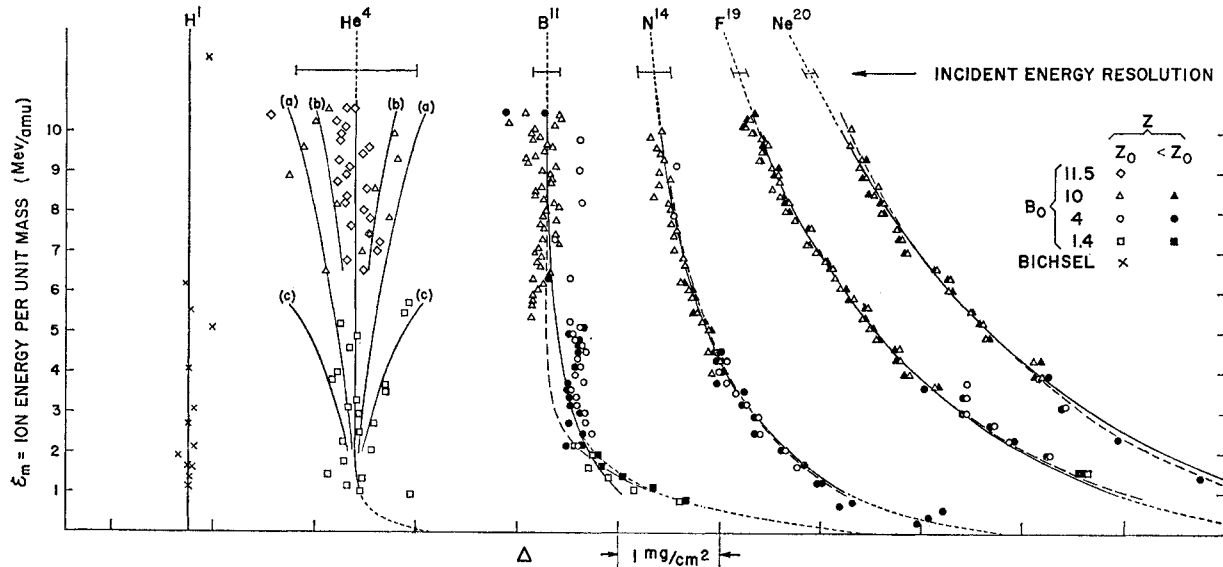 H¹ He⁴ B¹¹ N¹⁴ F¹⁹ Ne²⁰
INCIDENT ENERGY RESOLUTION
(a) (b) (b) (a)
(c) (c)
Z
Z₀ < Z₀
B₀
11.5
10
4
1.4
BICHSEL
10
9
8
7
6
5
4
3
2
1
Ɛm = ION ENERGY PER UNIT MASS (Mev/amu)
Δ
1 mg/cm²